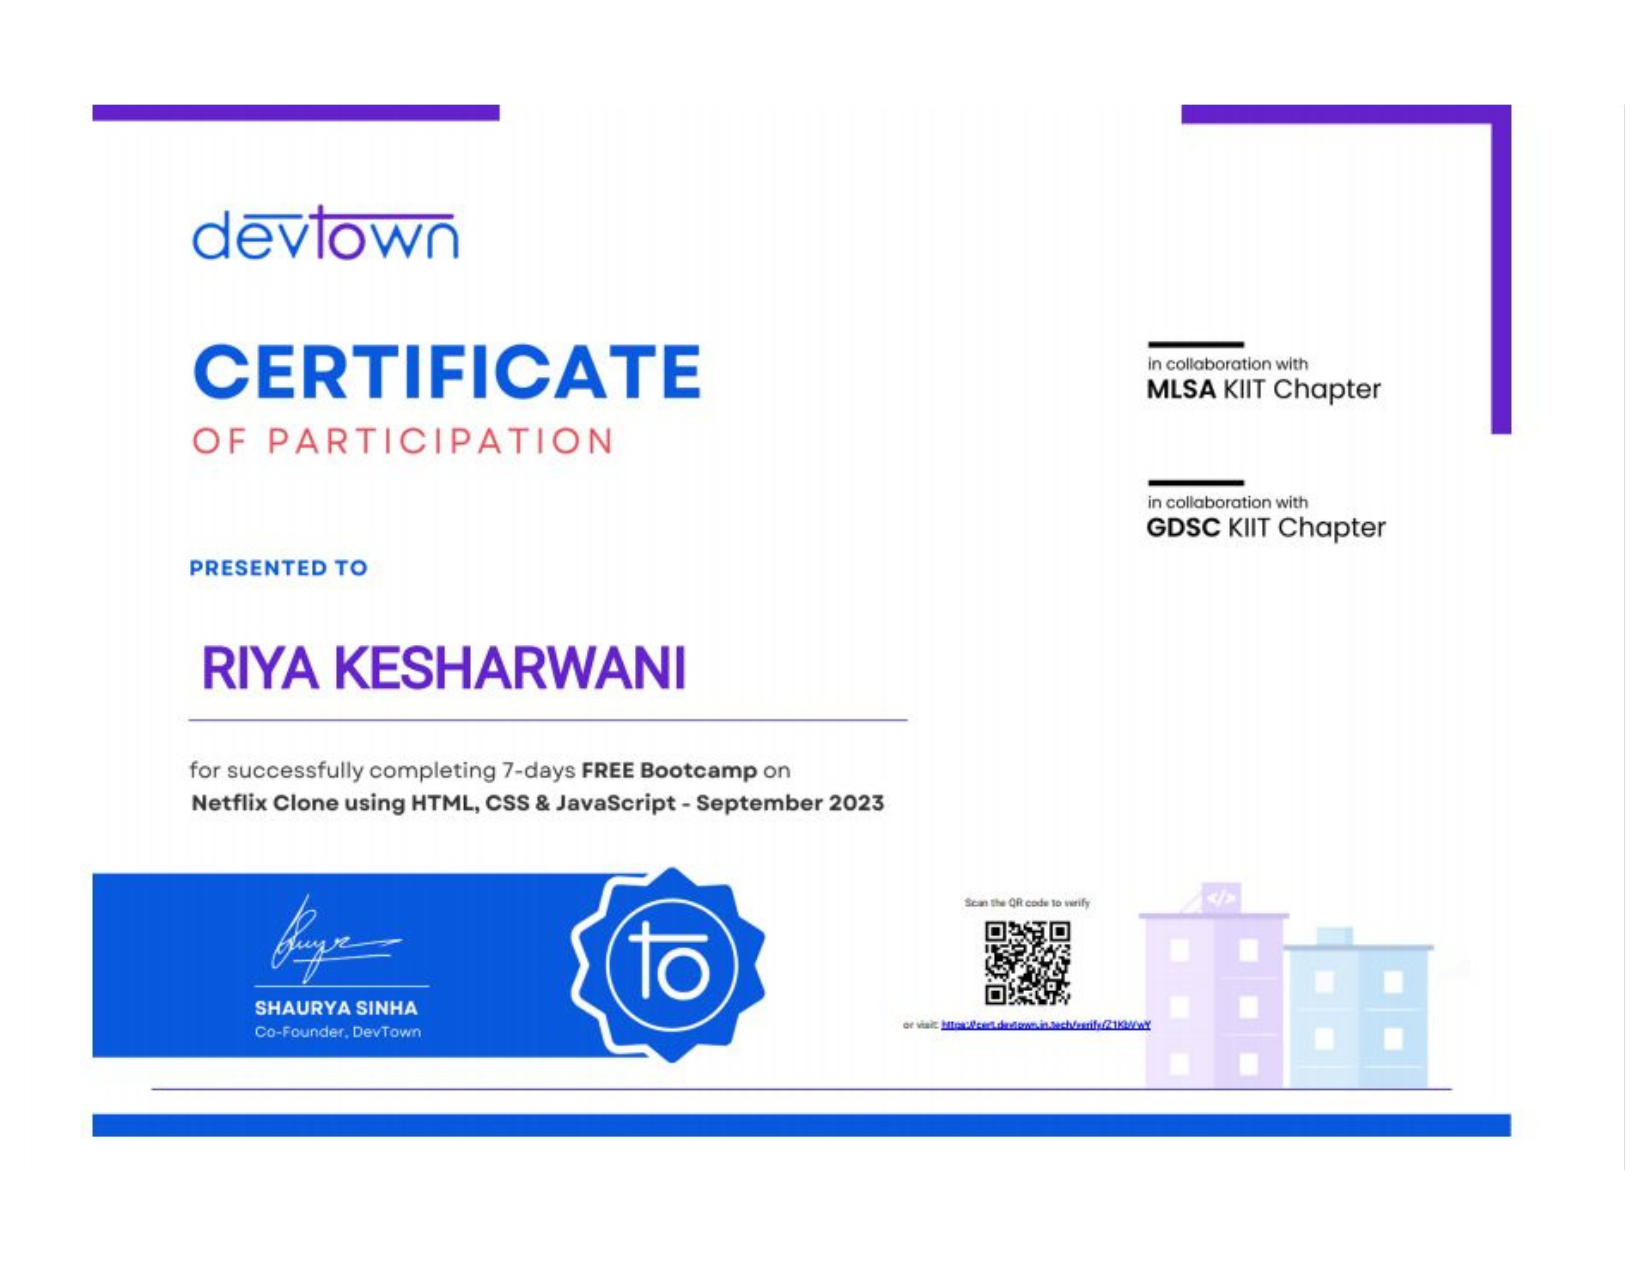 devtown
CERTIFICATE
OF PARTICIPATION
in collaboration with
MLSA KIIT Chapter
in collaboration with
GDSC KIIT Chapter
PRESENTED TO
RIYA KESHARWANI
for successfully completing 7-days FREE Bootcamp on
Netflix Clone using HTML, CSS & JavaScript - September 2023
SHAURYA SINHA
Co-Founder, DevTown
to
Scan the QR code to verify
or visit: https://cert.devtown.in.tech/verify/Z1KbVwY
</>